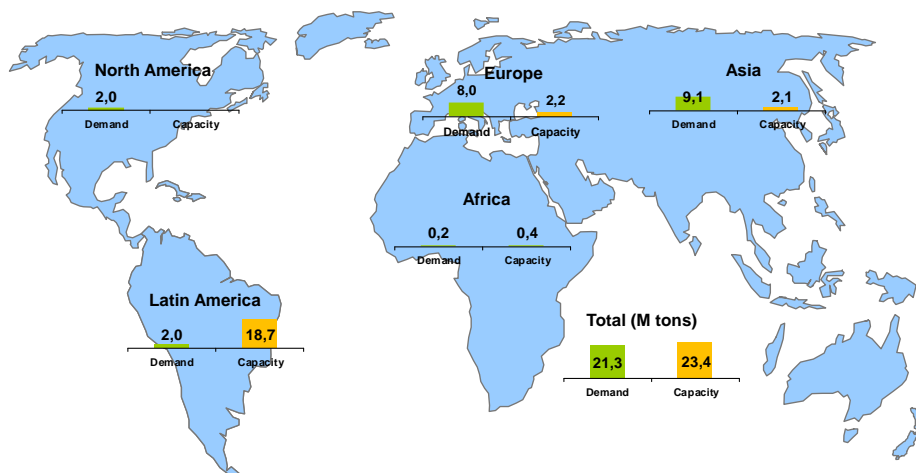 North America
2,0
Demand
Capacity
Europe
8,0
2,2
Demand
Capacity
Asia
9,1
2,1
Demand
Capacity
Africa
0,2
0,4
Demand
Capacity
Latin America
2,0
18,7
Demand
Capacity
Total (M tons)
21,3
23,4
Demand
Capacity